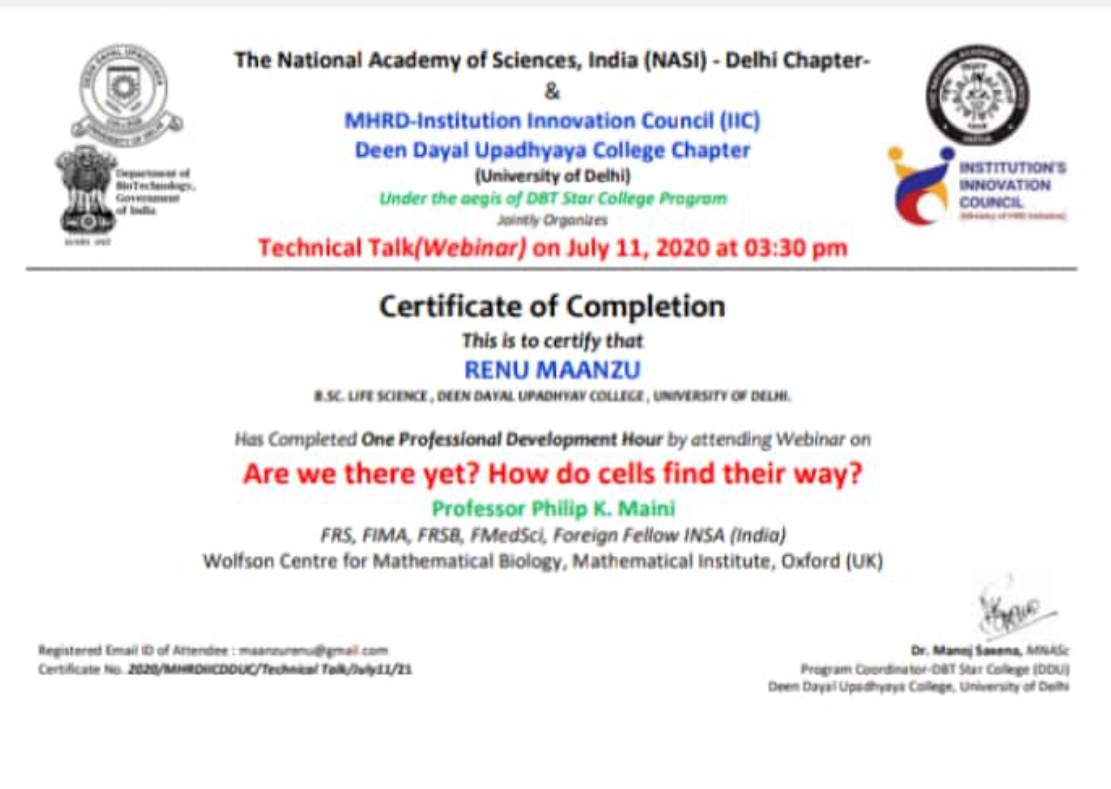 The National Academy of Sciences, India (NASI) - Delhi Chapter-
&
MHRD-Institution Innovation Council (IIC)
Deen Dayal Upadhyaya College Chapter
(University of Delhi)
Under the aegis of DBT Star College Program
Jointly Organizes
Technical Talk(Webinar) on July 11, 2020 at 03:30 pm
Department of
BioTechnology,
Government
of India
INSTITUTION'S
INNOVATION
COUNCIL
(Ministry of HRD Initiative)
Certificate of Completion
This is to certify that
RENU MAANZU
B.SC. LIFE SCIENCE , DEEN DAYAL UPADHYAY COLLEGE , UNIVERSITY OF DELHI.
Has Completed One Professional Development Hour by attending Webinar on
Are we there yet? How do cells find their way?
Professor Philip K. Maini
FRS, FIMA, FRSB, FMedSci, Foreign Fellow INSA (India)
Wolfson Centre for Mathematical Biology, Mathematical Institute, Oxford (UK)
Registered Email ID of Attendee : maanzurenu@gmail.com
Certificate No. 2020/MHRDIICDDUC/Technical Talk/July11/21
Dr. Manoj Saxena, MNASc
Program Coordinator-DBT Star College (DDU)
Deen Dayal Upadhyaya College, University of Delhi